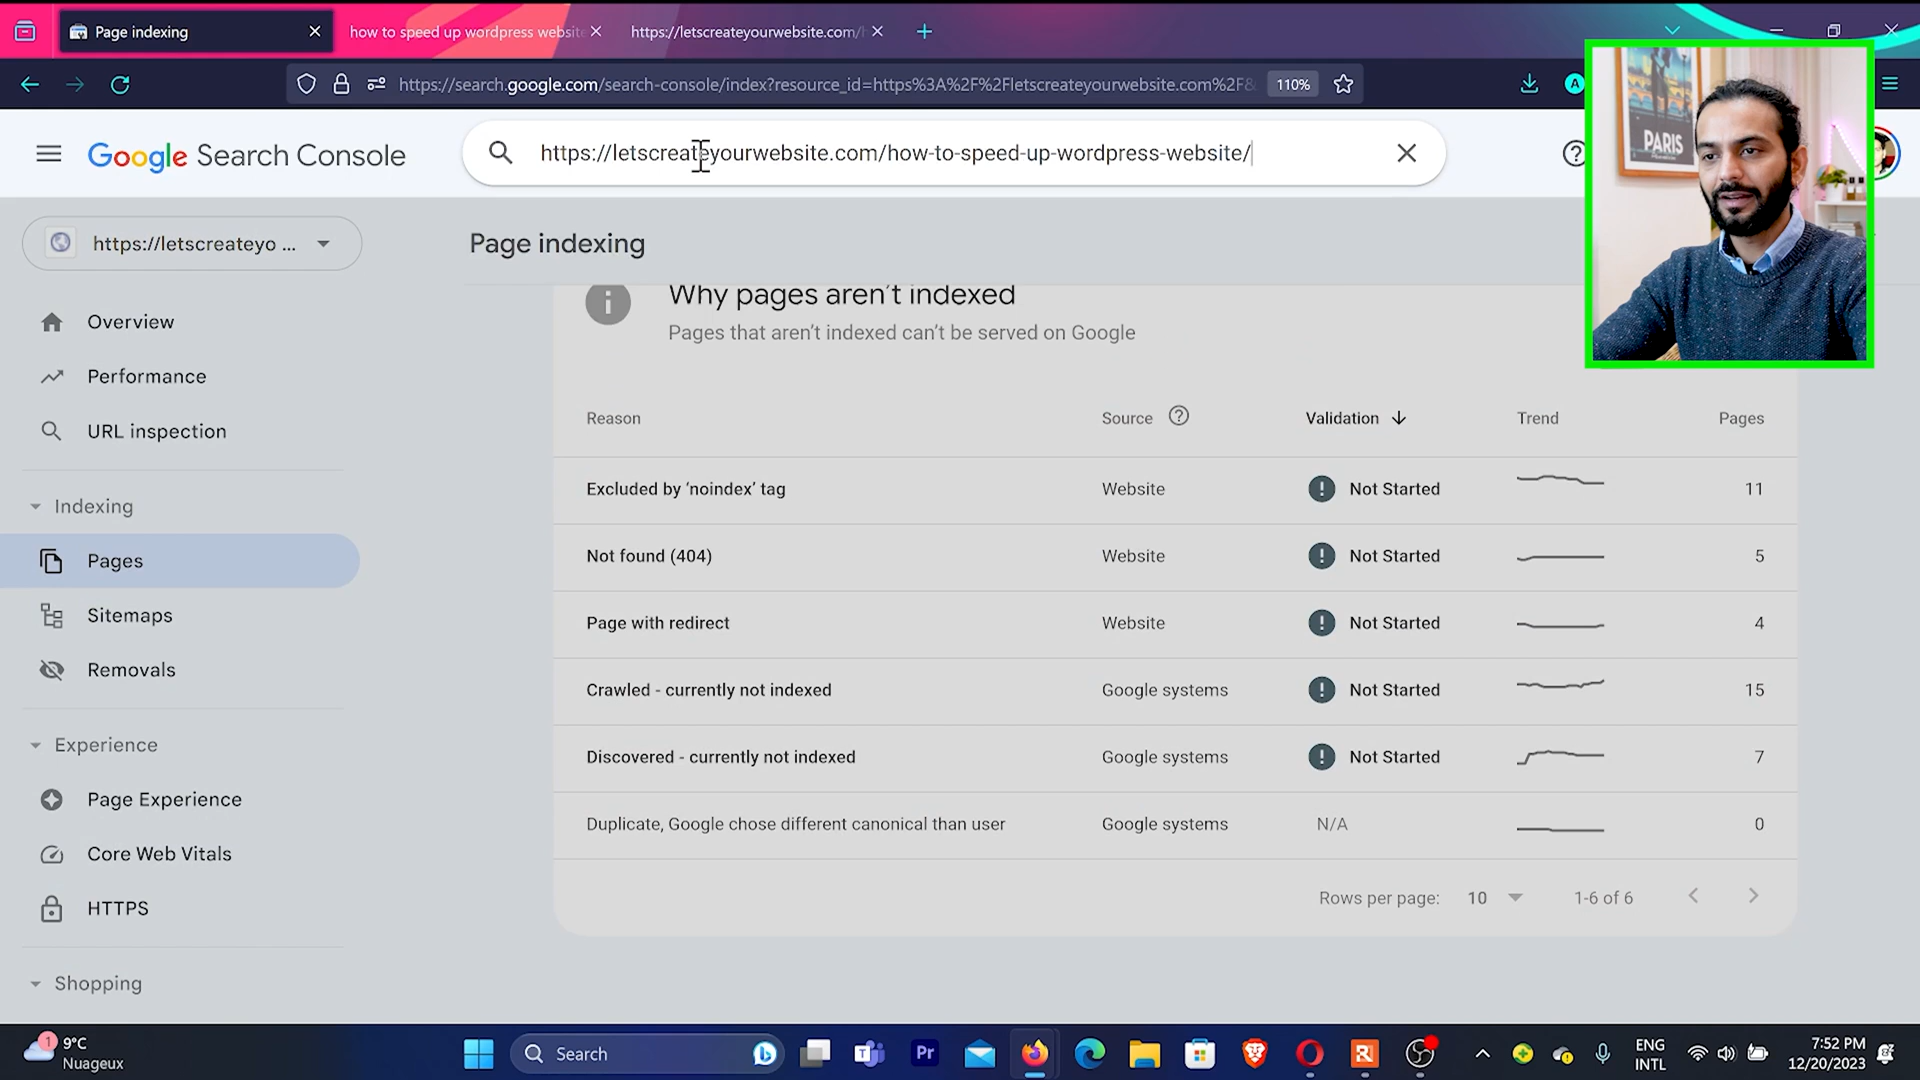 Page indexing
how to speed up wordpress website
https://letscreateyourwebsite.com/
https://search.google.com/search-console/index?resource_id=https%3A%2F%2Fletscreateyourwebsite.com%2F&
110%
A
Google Search Console
https://letscreateyourwebsite.com/how-to-speed-up-wordpress-website/
PARIS
https://letscreateyo ...
Page indexing
Overview
Performance
URL inspection
Indexing
Pages
Sitemaps
Removals
Experience
Page Experience
Core Web Vitals
HTTPS
Shopping
Why pages aren't indexed
Pages that aren't indexed can't be served on Google
Reason Source Validation Trend Pages
Excluded by ‘noindex’ tag Website Not Started 11
Not found (404) Website Not Started 5
Page with redirect Website Not Started 4
Crawled - currently not indexed Google systems Not Started 15
Discovered - currently not indexed Google systems Not Started 7
Duplicate, Google chose different canonical than user Google systems N/A 0
Rows per page: 10 1-6 of 6
1
9°C
Nuageux
Search
Pr
ENG
INTL
7:52 PM
12/20/2023